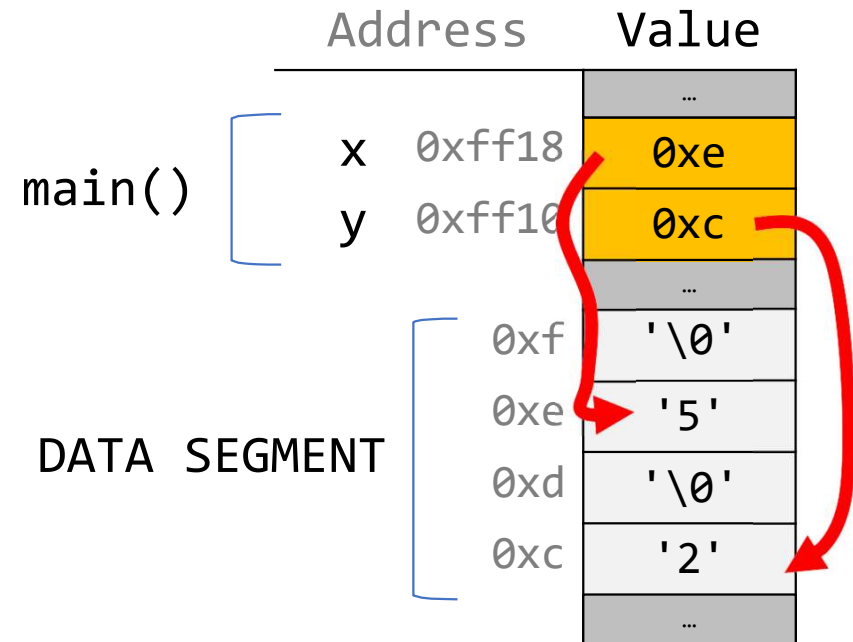 Address Value
…
x 0xff18 0xe
main()
y 0xff10 0xc
…
0xf '\0'
0xe '5'
DATA SEGMENT
0xd '\0'
0xc '2'
…